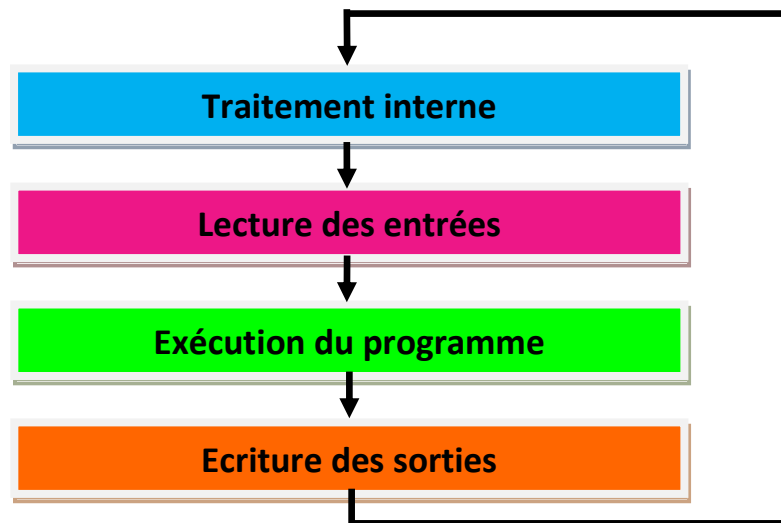 Traitement interne
Lecture des entrées
Exécution du programme
Ecriture des sorties